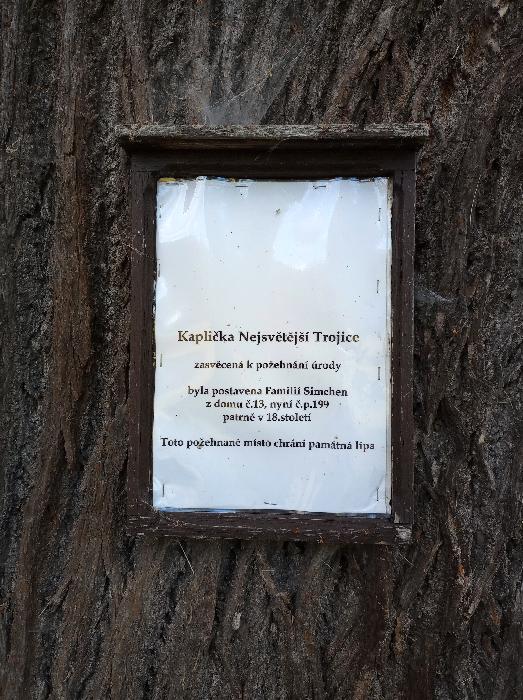 Kaplička Nejsvětější Trojice
zasvěcená k požehnání úrody
byla postavena Familií Simchen
z domu č.13, nyní č.p.199
patrně v 18.století
Toto požehnané místo chrání památná lípa